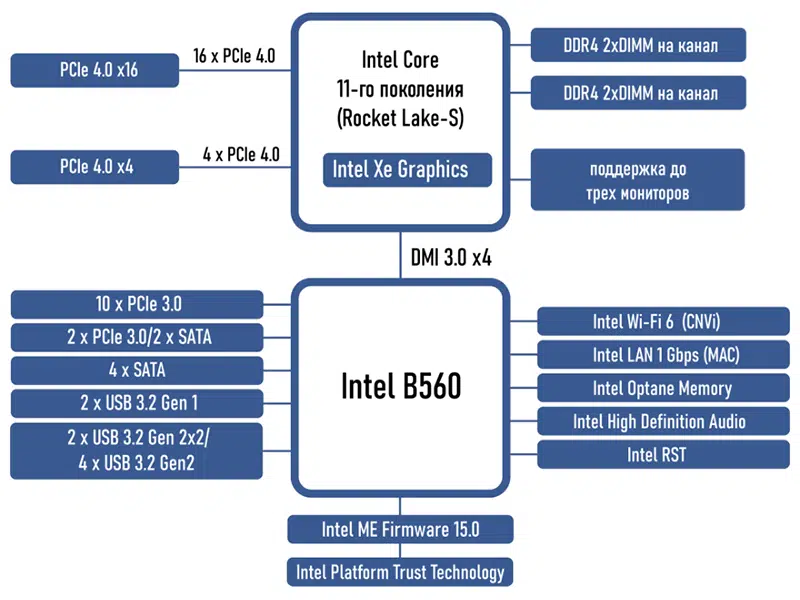 PCIe 4.0 x16
16 x PCIe 4.0
PCIe 4.0 x4
4 x PCIe 4.0
Intel Core
11-го поколения
(Rocket Lake-S)
Intel Xe Graphics
DDR4 2xDIMM на канал
DDR4 2xDIMM на канал
поддержка до
трех мониторов
DMI 3.0 x4
10 x PCIe 3.0
2 x PCIe 3.0/2 x SATA
4 x SATA
2 x USB 3.2 Gen 1
2 x USB 3.2 Gen 2x2/
4 x USB 3.2 Gen2
Intel B560
Intel Wi-Fi 6 (CNVi)
Intel LAN 1 Gbps (MAC)
Intel Optane Memory
Intel High Definition Audio
Intel RST
Intel ME Firmware 15.0
Intel Platform Trust Technology